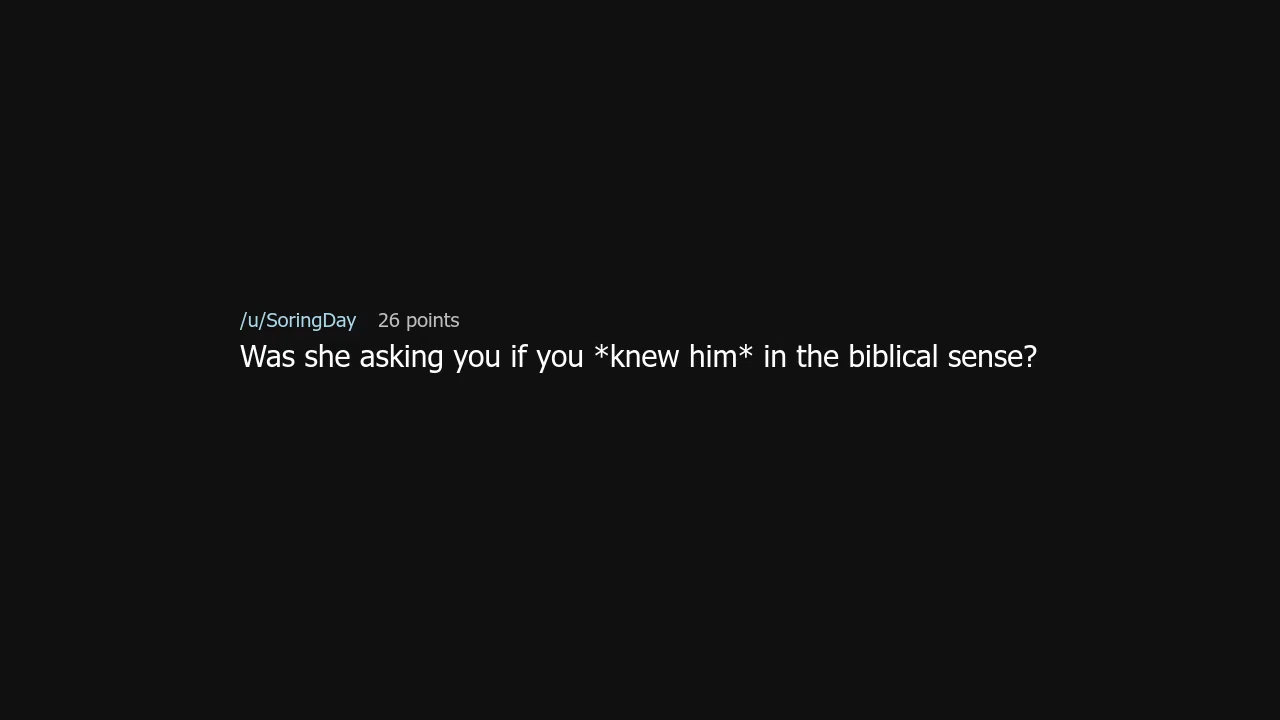 /u/SoringDay 26 points
Was she asking you if you *knew him* in the biblical sense?